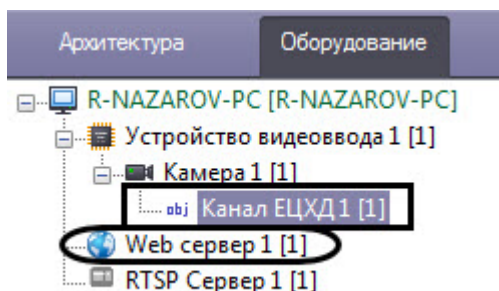 Архитектура Оборудование
R-NAZAROV-PC [R-NAZAROV-PC]
Устройство видеоввода 1 [1]
Камера 1 [1]
obj Канал ЕЦХД 1 [1]
Web сервер 1 [1]
RTSP Сервер 1 [1]